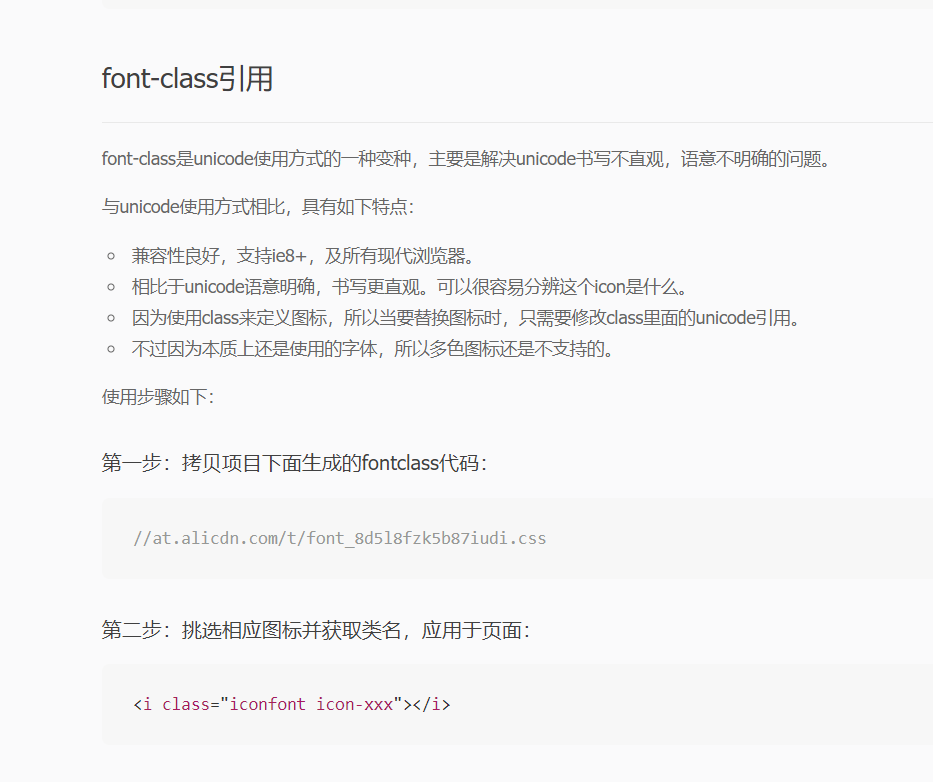 font-class引用
font-class是unicode使用方式的一种变种，主要是解决unicode书写不直观，语意不明确的问题。
与unicode使用方式相比，具有如下特点：
兼容性良好，支持ie8+，及所有现代浏览器。
相比于unicode语意明确，书写更直观。可以很容易分辨这个icon是什么。
因为使用class来定义图标，所以当要替换图标时，只需要修改class里面的unicode引用。
不过因为本质上还是使用的字体，所以多色图标还是不支持的。
使用步骤如下：
第一步：拷贝项目下面生成的fontclass代码：
//at.alicdn.com/t/font_8d5l8fzk5b87iudi.css
第二步：挑选相应图标并获取类名，应用于页面：
<i class="iconfont icon-xxx"></i>